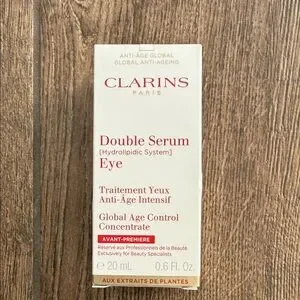 ANTI-AGE GLOBAL
GLOBAL ANTI-AGEING
CLARINS
PARIS
Double Serum
[Hydrolipidic System]
Eye
Traitement Yeux
Anti-Âge Intensif
Global Age Control
Concentrate
AVANT-PREMIÈRE
Réservé aux Professionnels de la Beauté
Exclusively for Beauty Specialists
e 20 mL 0.6 Fl. Oz.
AUX EXTRAITS DE PLANTES